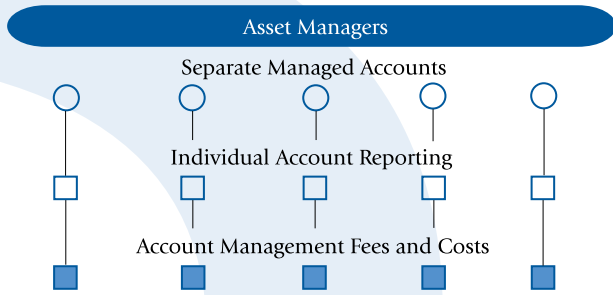 Asset Managers
Separate Managed Accounts
Individual Account Reporting
Account Management Fees and Costs